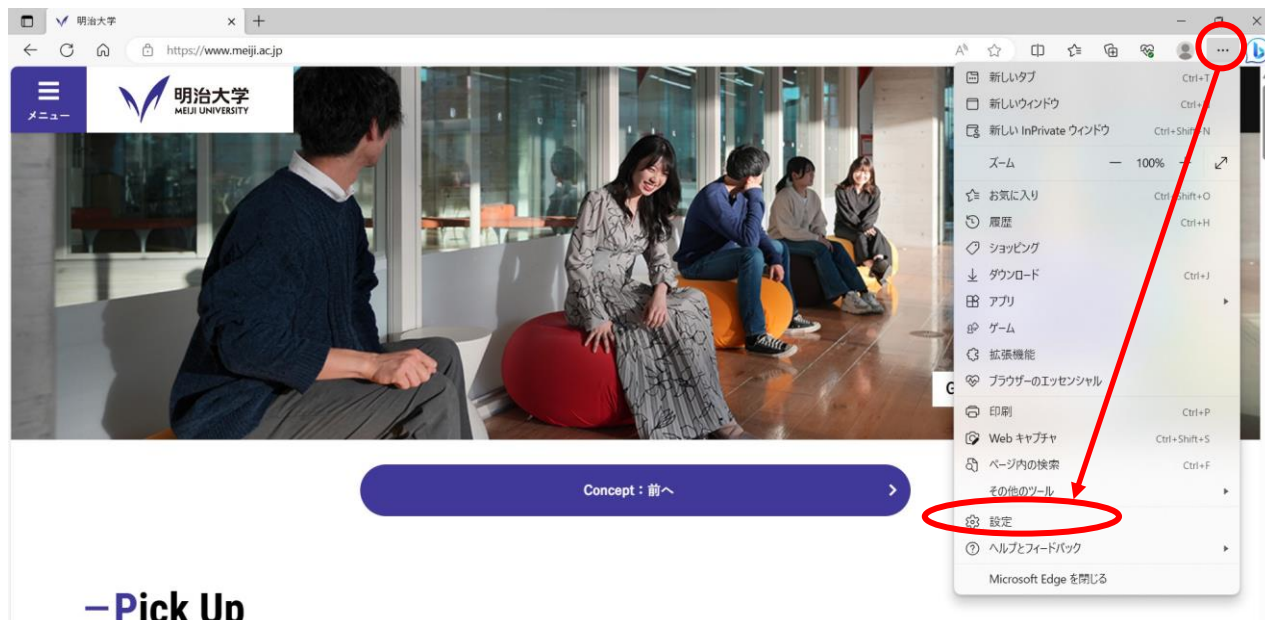 明治大学
https://www.meiji.ac.jp
メニュー
明治大学
MEIJI UNIVERSITY
新しいタブ Ctrl+T
新しいウィンドウ
新しい InPrivate ウィンドウ Ctrl+Shift+N
ズーム 100%
お気に入り Ctrl+Shift+O
履歴 Ctrl+H
ショッピング
ダウンロード Ctrl+J
アプリ
ゲーム
拡張機能
ブラウザーのエッセンシャル
G
印刷 Ctrl+P
Web キャプチャ Ctrl+Shift+S
ページ内の検索 Ctrl+F
その他のツール
設定
ヘルプとフィードバック
Microsoft Edge を閉じる
Concept：前へ
Pick Up